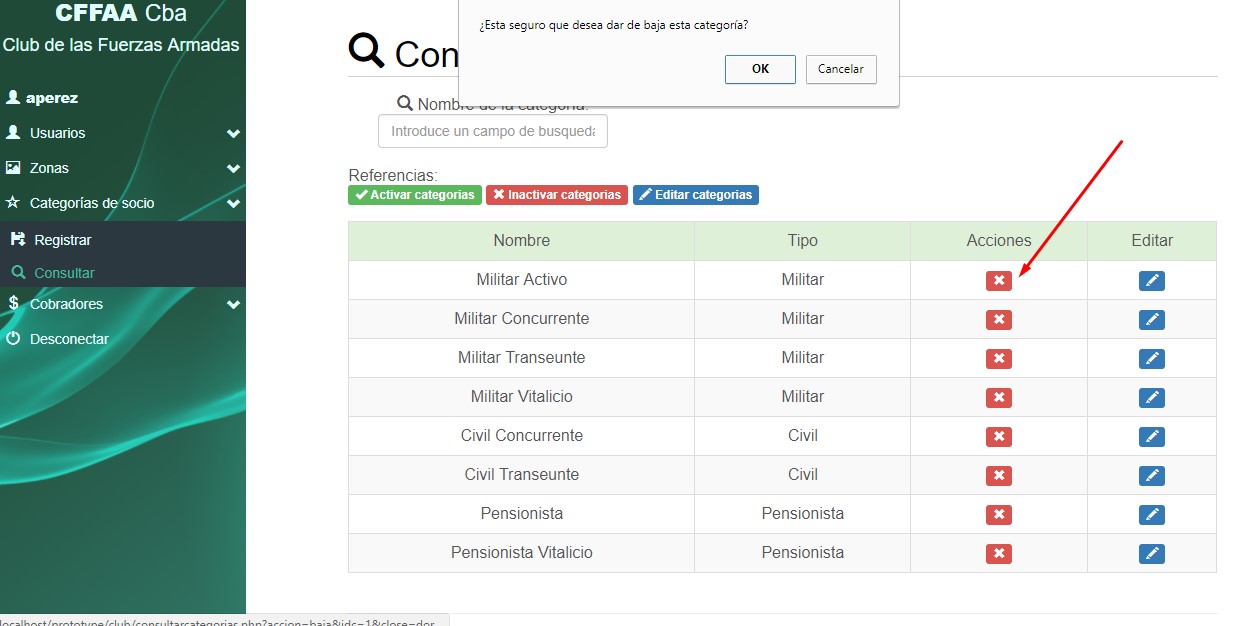 CFFAA Cba
Club de las Fuerzas Armadas
aperez
Usuarios
Zonas
Categorías de socio
Registrar
Consultar
Cobradores
Desconectar
¿Esta seguro que desea dar de baja esta categoría?
OK Cancelar
Con
Nombre de la categoria:
Introduce un campo de busqueda
Referencias:
Activar categorias Inactivar categorias Editar categorias
Nombre Tipo Acciones Editar
Militar Activo Militar
Militar Concurrente Militar
Militar Transeunte Militar
Militar Vitalicio Militar
Civil Concurrente Civil
Civil Transeunte Civil
Pensionista Pensionista
Pensionista Vitalicio Pensionista
localhost/prototype/club/consultarcategorias.php?accion=baja&idc=1&close=dor